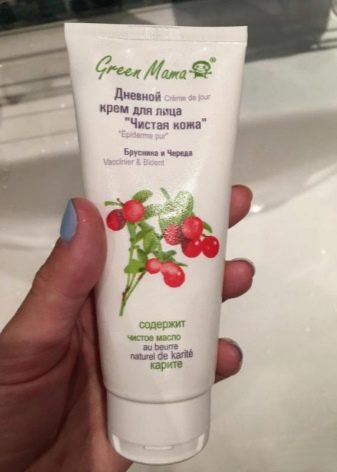 Green Mama ®
Дневной Crème de jour
крем для лица
"Чистая кожа"
"Epiderme pur"
Брусника и Череда
Vaccinier & Bident
содержит
чистое масло
au beurre
naturel de karité
карите